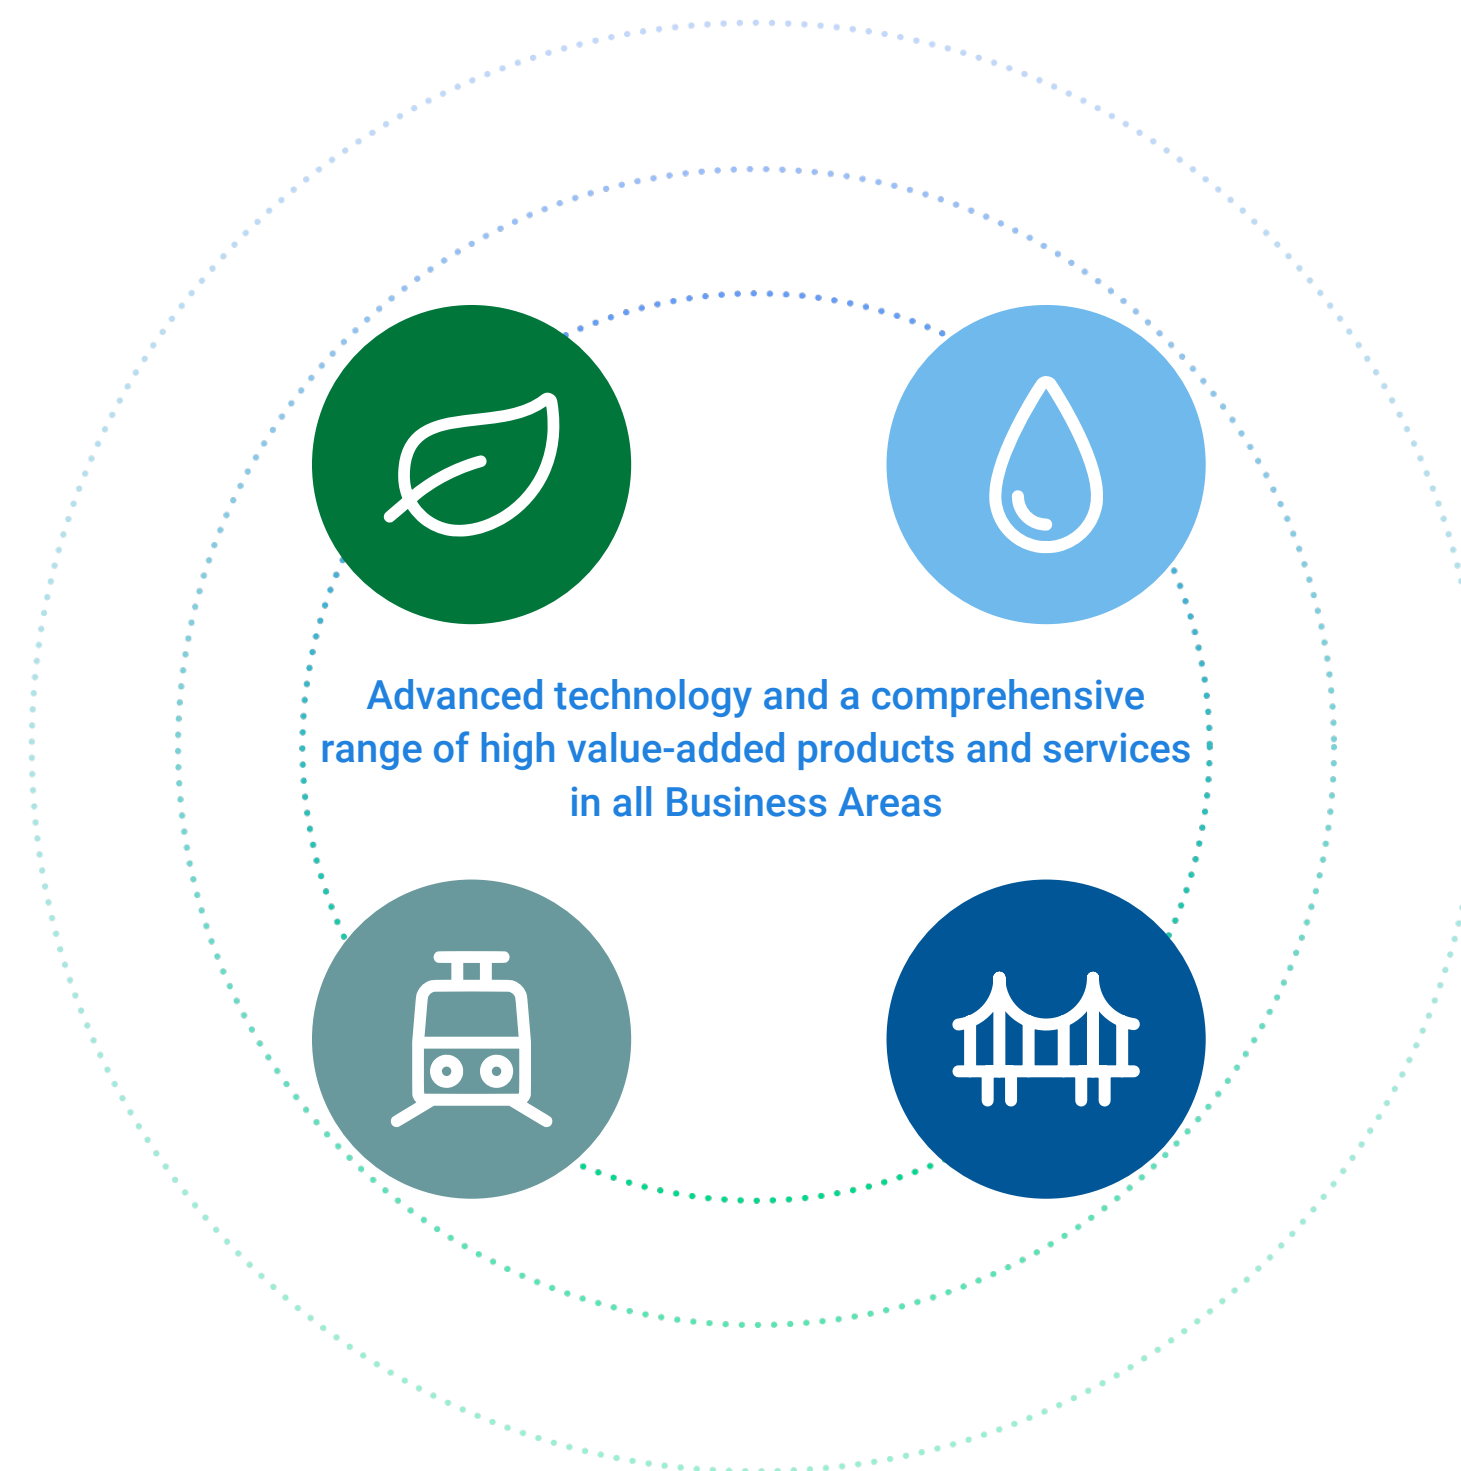 Advanced technology and a comprehensive
range of high value-added products and services
in all Business Areas